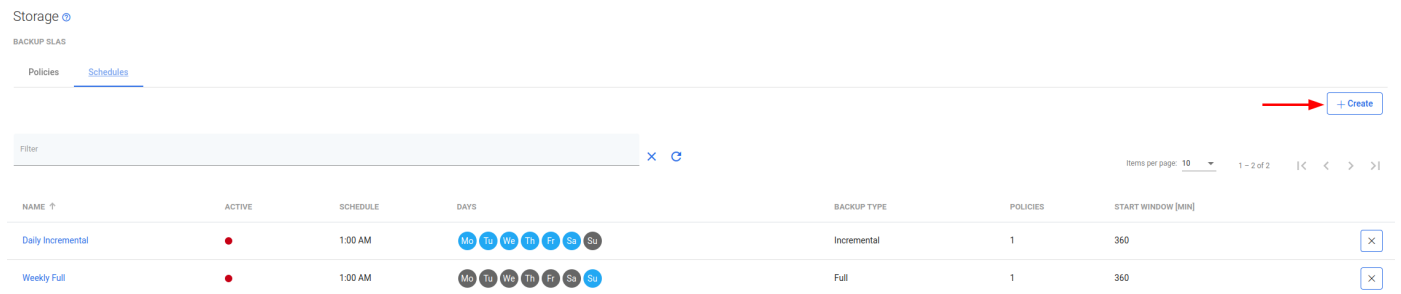 Storage
BACKUP SLAS
Policies Schedules
Create
Filter
Items per page: 10 1 – 2 of 2
NAME ACTIVE SCHEDULE DAYS BACKUP TYPE POLICIES START WINDOW [MIN]
Daily Incremental 1:00 AM Mo Tu We Th Fr Sa Su Incremental 1 360
Weekly Full 1:00 AM Mo Tu We Th Fr Sa Su Full 1 360